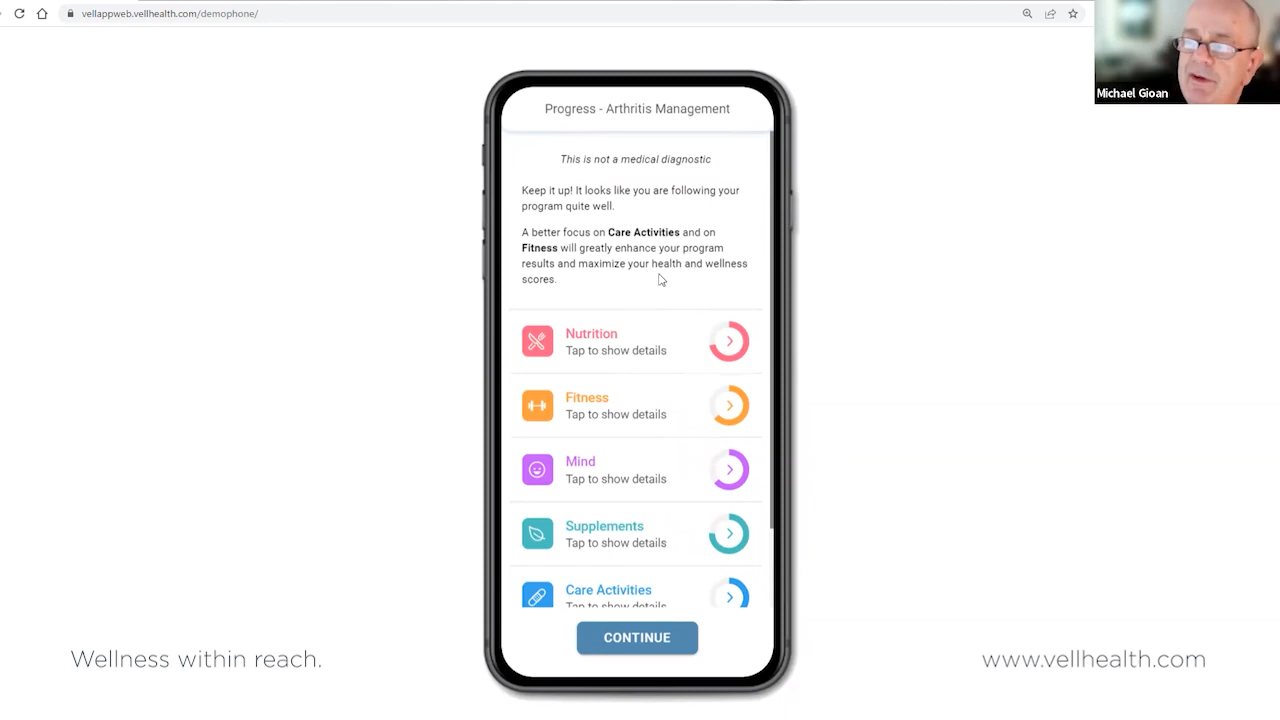 vellappweb.vellhealth.com/demophone/
Michael Gioan
Progress - Arthritis Management
This is not a medical diagnostic
Keep it up! It looks like you are following your
program quite well.
A better focus on Care Activities and on
Fitness will greatly enhance your program
results and maximize your health and wellness
scores.
Nutrition
Tap to show details
Fitness
Tap to show details
Mind
Tap to show details
Supplements
Tap to show details
Care Activities
Tap to show details
CONTINUE
Wellness within reach.
www.vellhealth.com